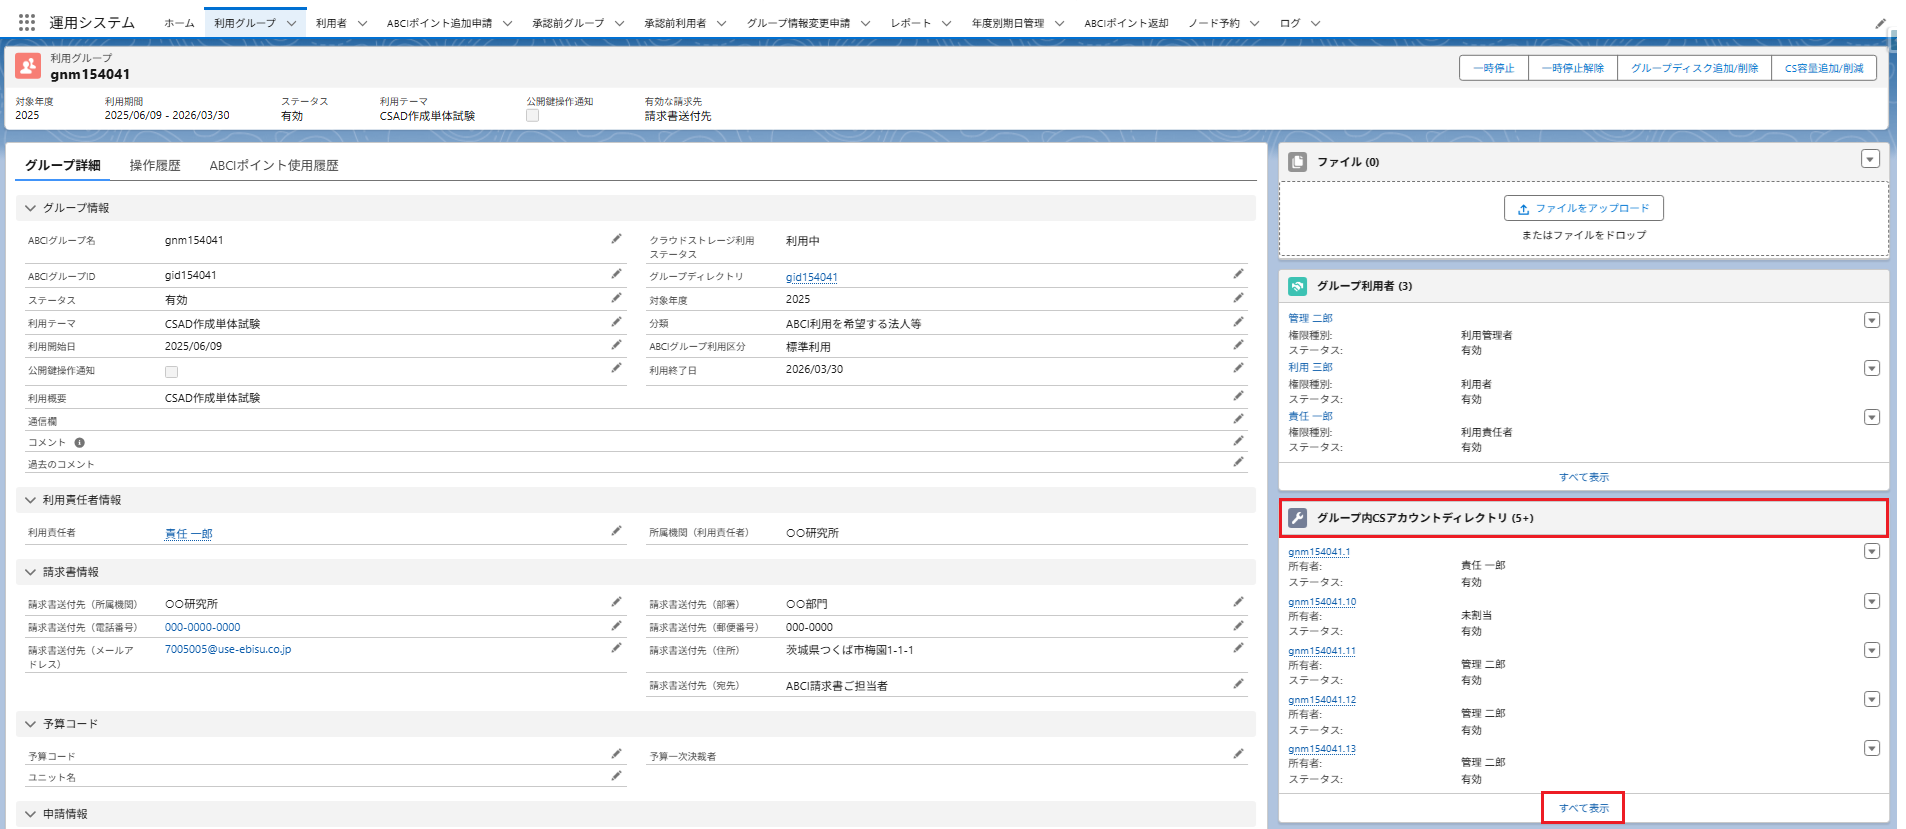 運用システム ホーム 利用グループ 利用者 ABCIポイント追加申請 承認前グループ 承認前利用者 グループ情報変更申請 レポート 年度別期日管理 ABCIポイント返却 ノード予約 ログ
利用グループ
gnm154041
一時停止 一時停止解除 グループディスク追加/削除 CS容量追加/削減
対象年度 利用期間 ステータス 利用テーマ 公開鍵操作通知 有効な請求先
2025 2025/06/09 - 2026/03/30 有効 CSAD作成単体試験 請求書送付先
グループ詳細 操作履歴 ABCIポイント使用履歴
グループ情報
ABCIグループ名 gnm154041 クラウドストレージ利用 利用中
ステータス
ABCIグループID gid154041 グループディレクトリ gid154041
ステータス 有効 対象年度 2025
利用テーマ CSAD作成単体試験 分類 ABCI利用を希望する法人等
利用開始日 2025/06/09 ABCIグループ利用区分 標準利用
公開鍵操作通知 利用終了日 2026/03/30
利用概要 CSAD作成単体試験
通信欄
コメント
過去のコメント
利用責任者情報
利用責任者 責任 一郎 所属機関（利用責任者） 〇〇研究所
請求書情報
請求書送付先（所属機関） 〇〇研究所 請求書送付先（部署） 〇〇部門
請求書送付先（電話番号） 000-0000-0000 請求書送付先（郵便番号） 000-0000
請求書送付先（メールア 7005005@use-ebisu.co.jp 請求書送付先（住所） 茨城県つくば市梅園1-1-1
ドレス）
請求書送付先（宛先） ABCI請求書ご担当者
予算コード
予算コード 予算一次決裁者
ユニット名
申請情報
ファイル (0)
ファイルをアップロード
またはファイルをドロップ
グループ利用者 (3)
管理 二郎
権限種別: 利用管理者
ステータス: 有効
利用 三郎
権限種別: 利用者
ステータス: 有効
責任 一郎
権限種別: 利用責任者
ステータス: 有効
すべて表示
グループ内CSアカウントディレクトリ (5+)
gnm154041.1
所有者: 責任 一郎
ステータス: 有効
gnm154041.10
所有者: 未割当
ステータス: 有効
gnm154041.11
所有者: 管理 二郎
ステータス: 有効
gnm154041.12
所有者: 管理 二郎
ステータス: 有効
gnm154041.13
所有者: 管理 二郎
ステータス: 有効
すべて表示